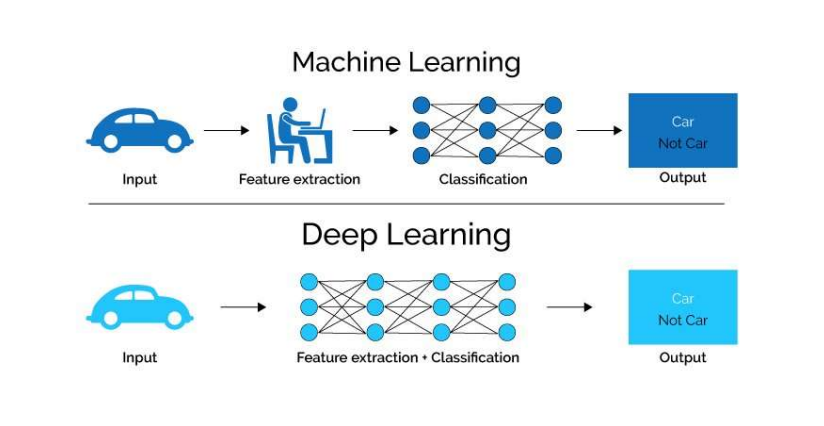 Machine Learning
Car
Not Car
Input
Feature extraction
Classification
Output
Deep Learning
Car
Not Car
Input
Feature extraction + Classification
Output